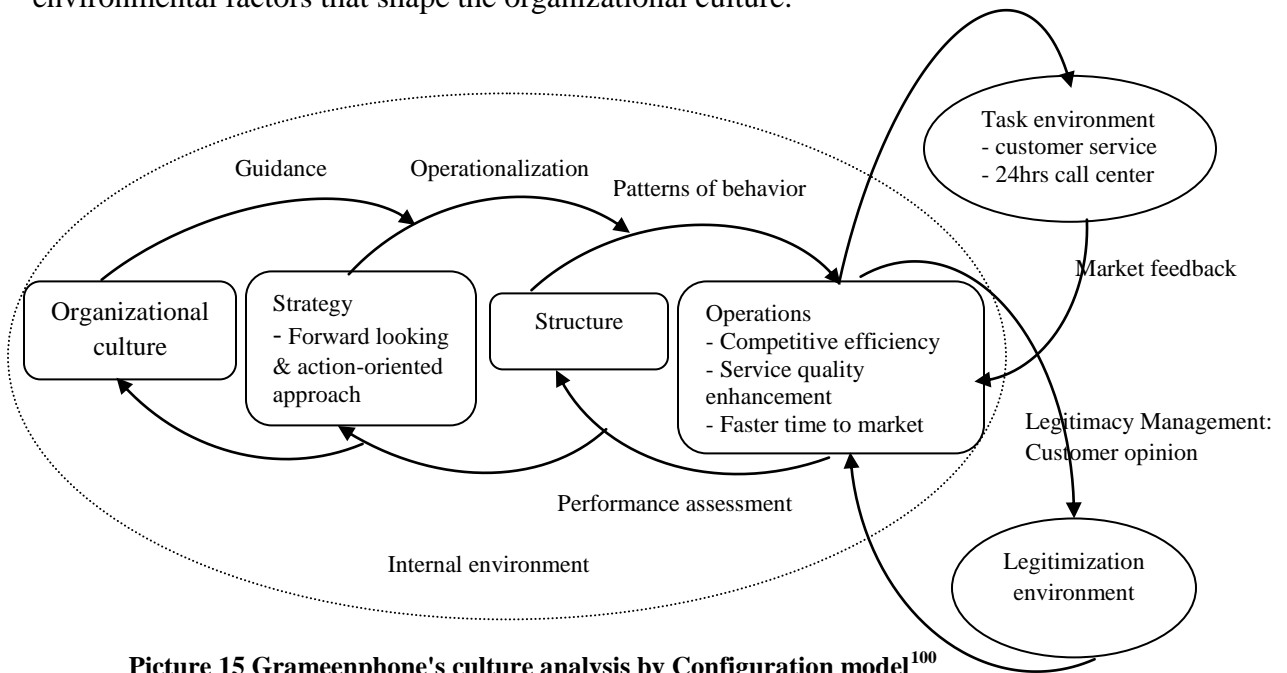 environmental factors that shape the organizational culture.
Task environment
- customer service
- 24hrs call center
Guidance
Operationalization
Patterns of behavior
Market feedback
Organizational
culture
Strategy
- Forward looking
& action-oriented
approach
Structure
Operations
- Competitive efficiency
- Service quality
enhancement
- Faster time to market
Legitimacy Management:
Customer opinion
Performance assessment
Internal environment
Legitimization
environment
Picture 15 Grameenphone's culture analysis by Configuration model100